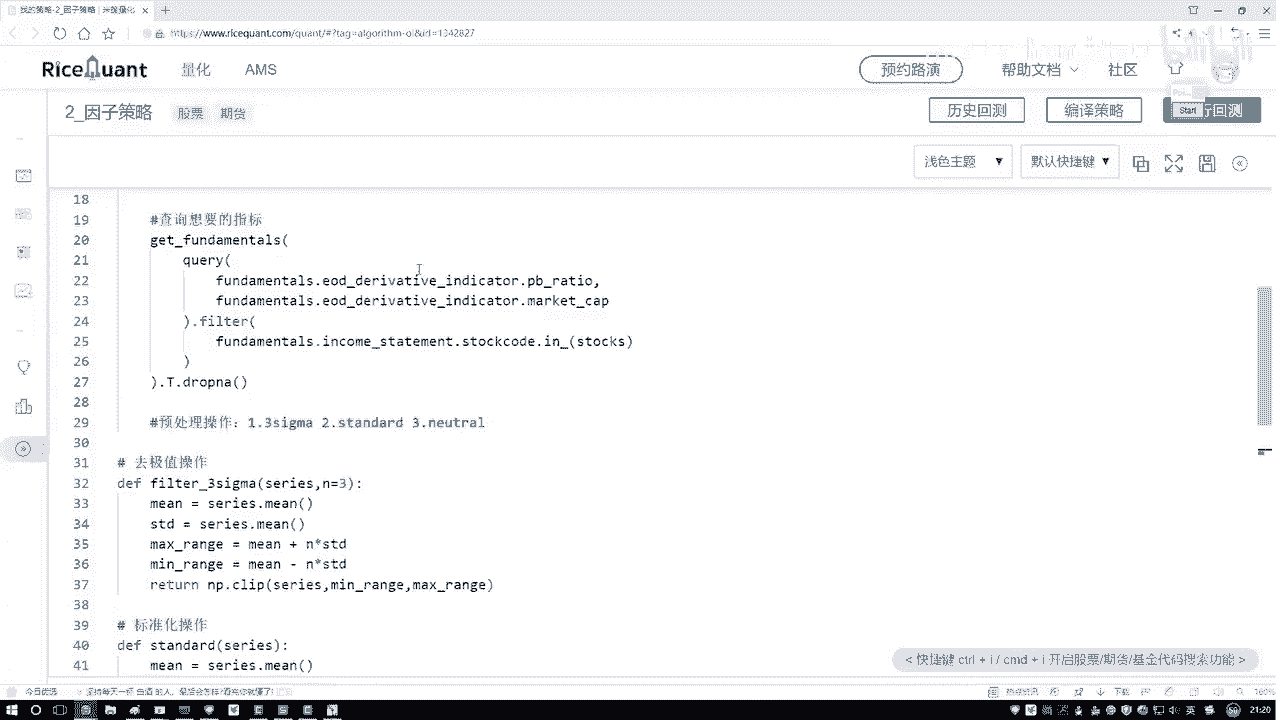 我的策略-2_因子策略 | 米筐量化
https://www.ricequant.com/quant/#?tag=algorithm-ol&id=1342827
RiceQuant 量化 AMS 预约路演 帮助文档 社区
2_因子策略 股票 期货 历史回测 编译策略 Start 行回测
浅色主题 默认快捷键
18
19 #查询想要的指标
20 get_fundamentals(
21 query(
22 fundamentals.eod_derivative_indicator.pb_ratio,
23 fundamentals.eod_derivative_indicator.market_cap
24 ).filter(
25 fundamentals.income_statement.stockcode.in_(stocks)
26 )
27 ).T.dropna()
28
29 #预处理操作：1.3sigma 2.standard 3.neutral
30
31 # 去极值操作
32 def filter_3sigma(series,n=3):
33 mean = series.mean()
34 std = series.mean()
35 max_range = mean + n*std
36 min_range = mean - n*std
37 return np.clip(series,min_range,max_range)
38
39 # 标准化操作
40 def standard(series):
41 mean = series.mean()
< 快捷键 ctrl + i / cmd + i 开启股票/期货/基金代码搜索功能 >
今日优选
下载 100%
英 21:20